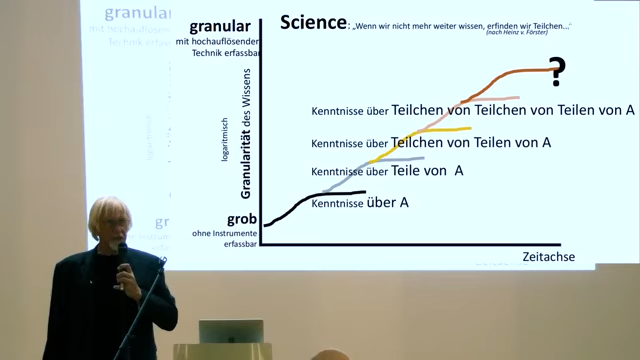 granular
mit hochauflösender
Technik erfassbar
Science: „Wenn wir nicht mehr weiter wissen, erfinden wir Teilchen..."
(nach Heinz v. Förster)
?
Kenntnisse über Teilchen von Teilchen von Teilen von A
Kenntnisse über Teilchen von Teilen von A
Kenntnisse über Teile von A
Kenntnisse über A
logaritmisch
Granularität des Wissens
grob
ohne Instrumente
erfassbar
Zeitachse